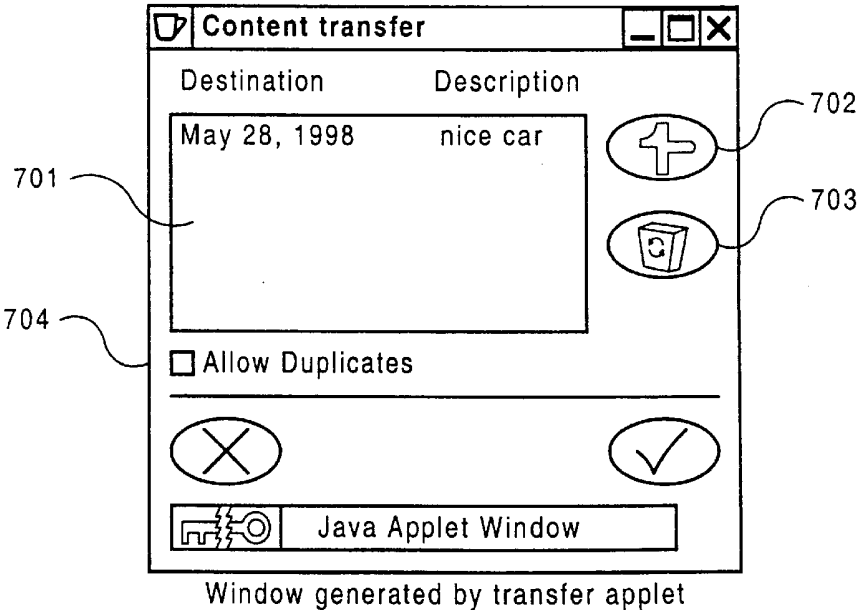 Content transfer
Destination Description
702
May 28, 1998 nice car
701
703
704
Allow Duplicates
Java Applet Window
Window generated by transfer applet